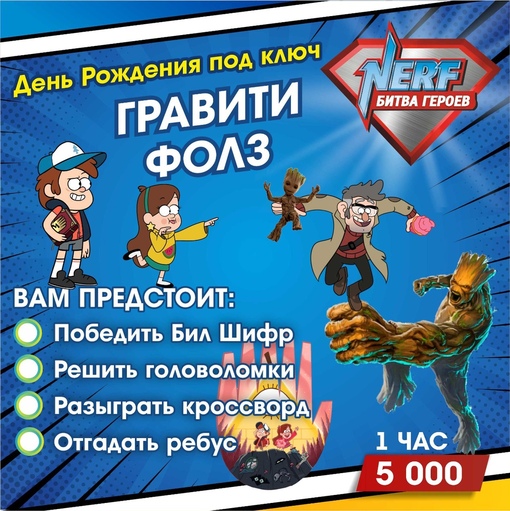 День Рождения под ключ
ГРАВИТИ
ФОЛЗ
NERF
БИТВА ГЕРОЕВ
ВАМ ПРЕДСТОИТ:
Победить Бил Шифр
Решить головоломки
Разыграть кроссворд
Отгадать ребус
1 ЧАС
5 000